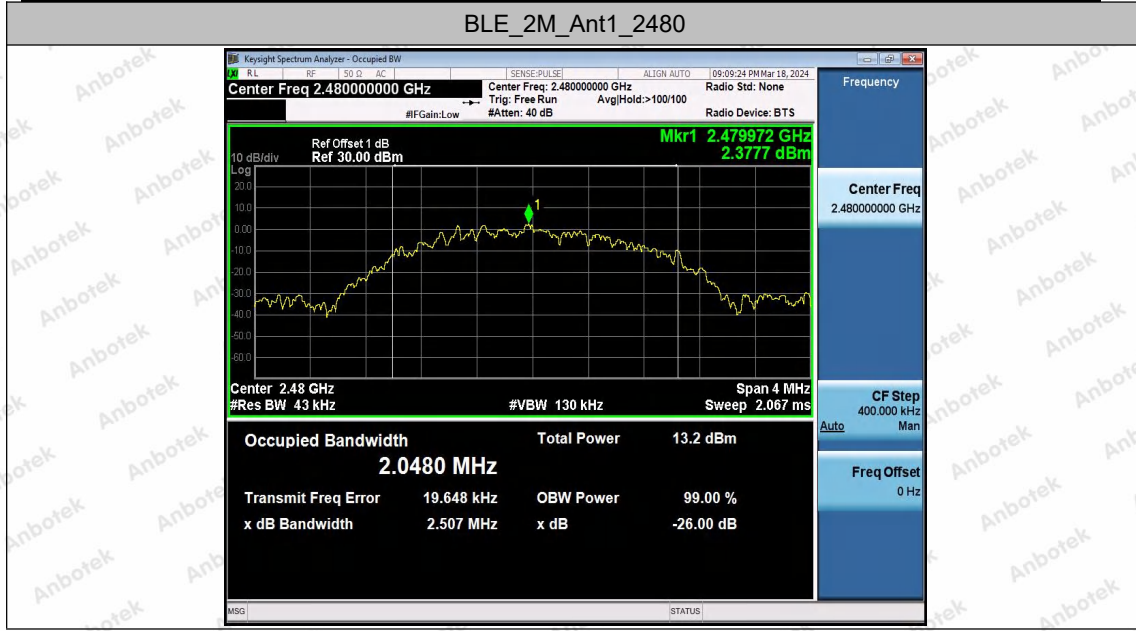 BLE_2M_Ant1_2480
Keysight Spectrum Analyzer - Occupied BW
RL RF 50 Ω AC SENSE:PULSE ALIGN AUTO 09:09:24 PM Mar 18, 2024
Center Freq 2.480000000 GHz
Center Freq: 2.480000000 GHz
Radio Std: None
Trig: Free Run Avg|Hold:>100/100
#IFGain:Low #Atten: 40 dB Radio Device: BTS
Frequency
Ref Offset 1 dB
10 dB/div Ref 30.00 dBm
Mkr1 2.479972 GHz
2.3777 dBm
Log
20.0
10.0
0.00
-10.0
-20.0
-30.0
-40.0
-50.0
-60.0
1
Center 2.48 GHz Span 4 MHz
#Res BW 43 kHz #VBW 130 kHz Sweep 2.067 ms
Occupied Bandwidth Total Power 13.2 dBm
2.0480 MHz
Transmit Freq Error 19.648 kHz OBW Power 99.00 %
x dB Bandwidth 2.507 MHz x dB -26.00 dB
Center Freq
2.480000000 GHz
CF Step
400.000 kHz
Auto Man
Freq Offset
0 Hz
MSG STATUS
Anbotek